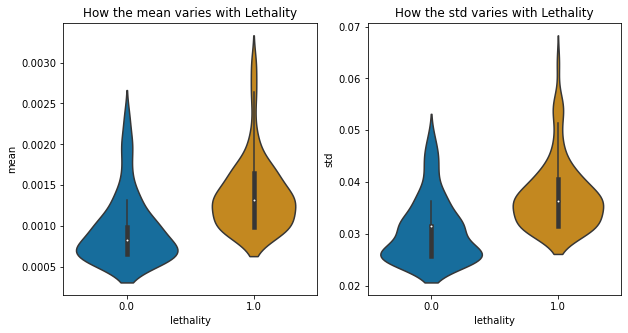 How the mean varies with Lethality
mean
0.0030
0.0025
0.0020
0.0015
0.0010
0.0005
0.0
1.0
lethality
How the std varies with Lethality
std
0.07
0.06
0.05
0.04
0.03
0.02
0.0
1.0
lethality